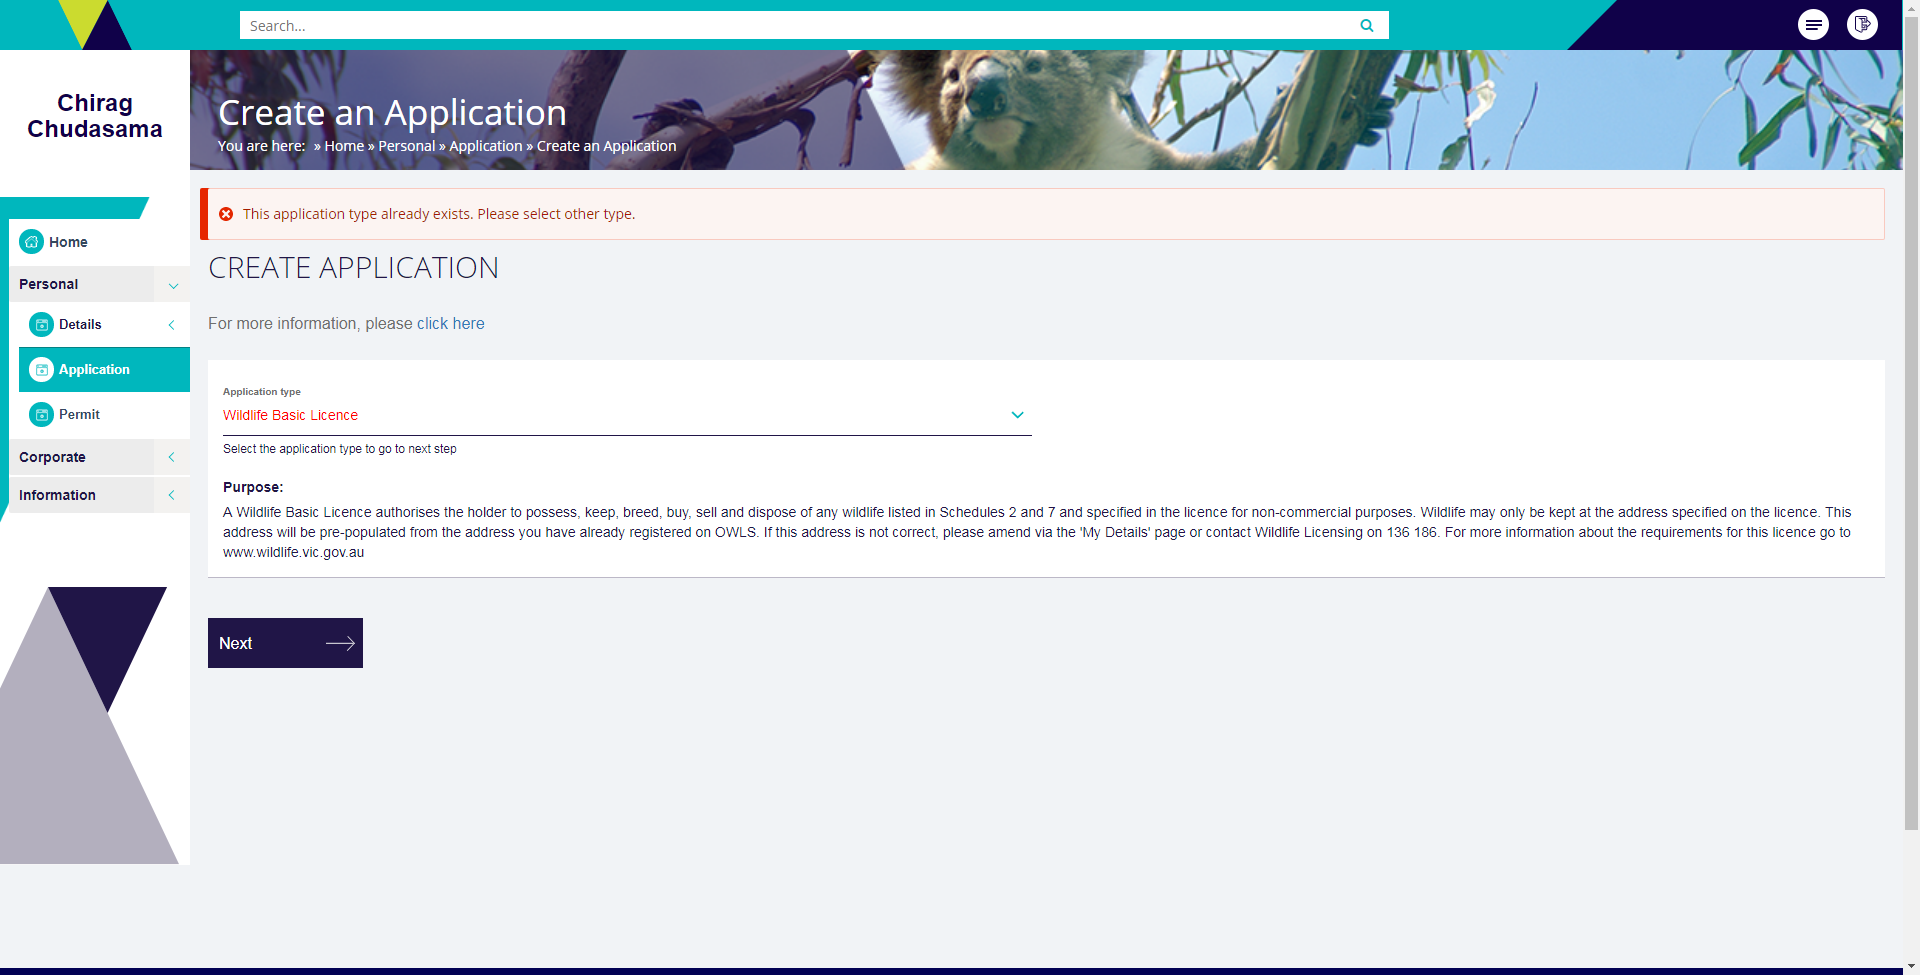 Search...
Chirag
Chudasama
Create an Application
You are here: » Home » Personal » Application » Create an Application
This application type already exists. Please select other type.
Home
Personal
Details
Application
Permit
Corporate
Information
CREATE APPLICATION
For more information, please click here
Application type
Wildlife Basic Licence
Select the application type to go to next step
Purpose:
A Wildlife Basic Licence authorises the holder to possess, keep, breed, buy, sell and dispose of any wildlife listed in Schedules 2 and 7 and specified in the licence for non-commercial purposes. Wildlife may only be kept at the address specified on the licence. This
address will be pre-populated from the address you have already registered on OWLS. If this address is not correct, please amend via the 'My Details' page or contact Wildlife Licensing on 136 186. For more information about the requirements for this licence go to
www.wildlife.vic.gov.au
Next